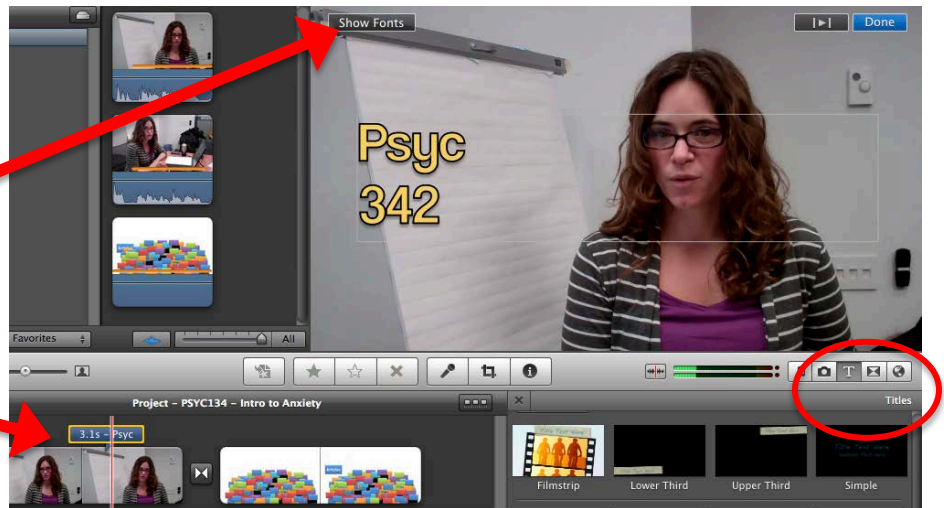 Show Fonts
Done
Psyc
342
Favorites
All
Project – PSYC134 – Intro to Anxiety
Titles
3.1s – Psyc
Filmstrip
Lower Third
Upper Third
Simple